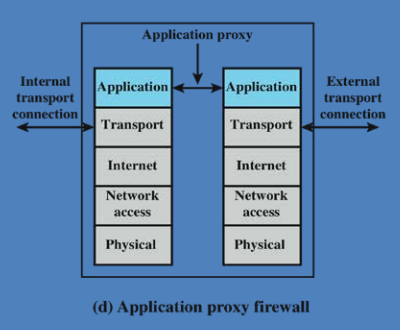 Application proxy
Internal
transport
connection
External
transport
connection
Application
Application
Transport
Transport
Internet
Internet
Network
access
Network
access
Physical
Physical
(d) Application proxy firewall